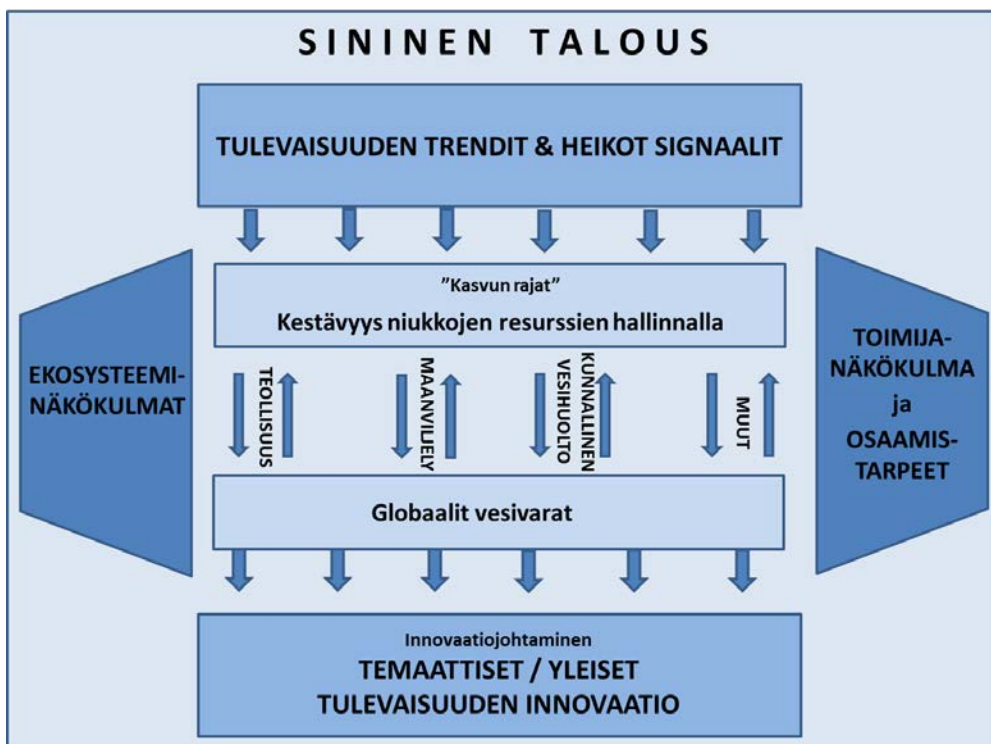 SININEN TALOUS
TULEVAISUUDEN TRENDIT & HEIKOT SIGNAALIT
”Kasvun rajat”
Kestävyys niukkojen resurssien hallinnalla
EKOSYSTEEMI-
NÄKÖKULMAT
TEOLLISUUS
MAANVILJELY
KUNNALLINEN
VESIHUOLTO
MUUT
TOIMIJA-
NÄKÖKULMA
ja
OSAAMIS-
TARPEET
Globaalit vesivarat
Innovaatiojohtaminen
TEMAATTISET / YLEISET
TULEVAISUUDEN INNOVAATIO